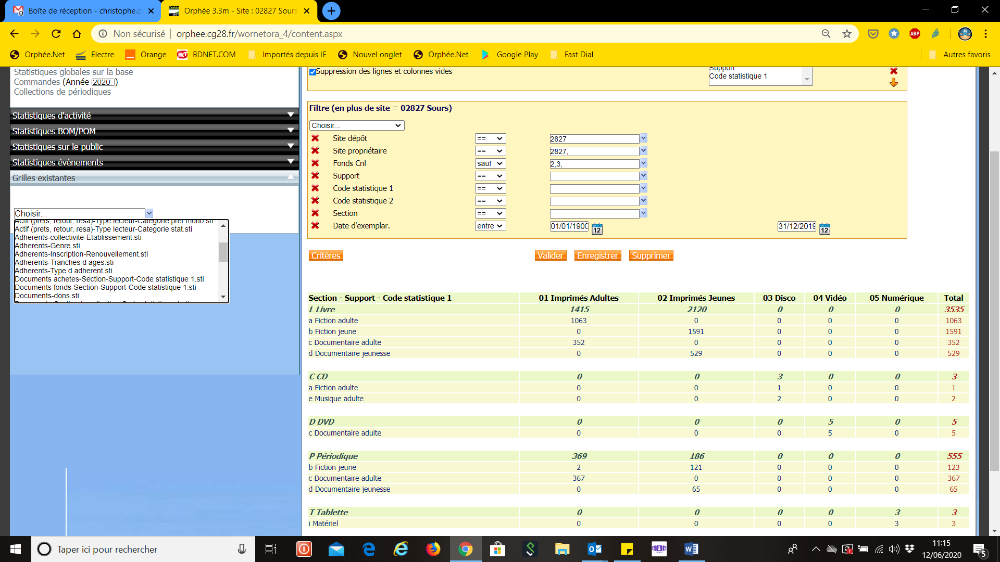 Boîte de réception - christophe.c
Orphée 3.3m - Site : 02827 Sours
Non sécurisé | orphee.cg28.fr/wornetora_4/content.aspx
Orphée.Net Electre Orange BDNET.COM Importés depuis IE Nouvel onglet Orphée.Net Google Play Fast Dial Autres favoris
Statistiques globales sur la base
Commandes (Année 2020)
Collections de périodiques
Statistiques d'activité
Statistiques BOM/POM
Statistiques sur le public
Statistiques évènements
Grilles existantes
Choisir...
Actif (prets, retour, resa)-Type lecteur-Categorie pret mono.sti
Actif (prets, retour, resa)-Type lecteur-Categorie stat.sti
Adherents-collectivite-Etablissement.sti
Adherents-Genre.sti
Adherents-Inscription-Renouvellement.sti
Adherents-Tranches d ages.sti
Adherents-Type d adherent.sti
Documents achetes-Section-Support-Code statistique 1.sti
Documents fonds-Section-Support-Code statistique 1.sti
Documents-dons.sti
Suppression des lignes et colonnes vides
Support
Code statistique 1
Filtre (en plus de site = 02827 Sours)
Choisir...
Site dépôt == 2827
Site propriétaire == 2827,
Fonds Cnl sauf 2,3,
Support ==
Code statistique 1 ==
Code statistique 2 ==
Section ==
Date d'exemplar. entre 01/01/1900 12 31/12/2019 12
Critères Valider Enregistrer Supprimer
Section - Support - Code statistique 1 01 Imprimés Adultes 02 Imprimés Jeunes 03 Disco 04 Vidéo 05 Numérique Total
L Livre 1415 2120 0 0 0 3535
a Fiction adulte 1063 0 0 0 0 1063
b Fiction jeune 0 1591 0 0 0 1591
c Documentaire adulte 352 0 0 0 0 352
d Documentaire jeunesse 0 529 0 0 0 529
C CD 0 0 3 0 0 3
a Fiction adulte 0 0 1 0 0 1
e Musique adulte 0 0 2 0 0 2
D DVD 0 0 0 5 0 5
c Documentaire adulte 0 0 0 5 0 5
P Périodique 369 186 0 0 0 555
b Fiction jeune 2 121 0 0 0 123
c Documentaire adulte 367 0 0 0 0 367
d Documentaire jeunesse 0 65 0 0 0 65
T Tablette 0 0 0 0 3 3
i Matériel 0 0 0 0 3 3
Taper ici pour rechercher
11:15
12/06/2020
5